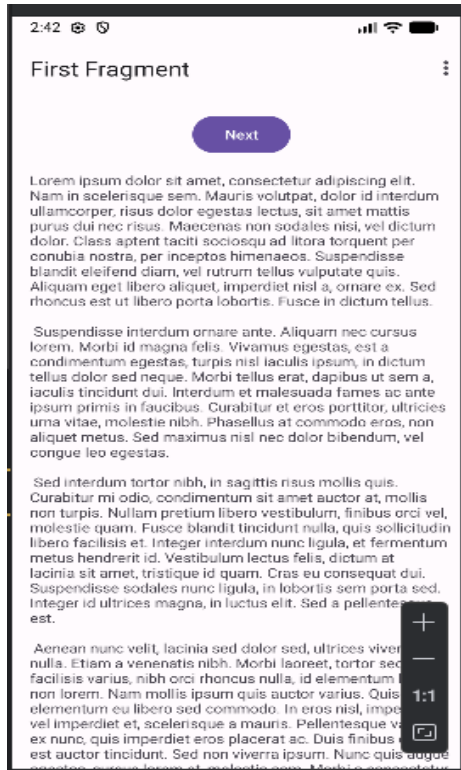 2:42
First Fragment
Next
Lorem ipsum dolor sit amet, consectetur adipiscing elit.
Nam in scelerisque sem. Mauris volutpat, dolor id interdum
ullamcorper, risus dolor egestas lectus, sit amet mattis
purus dui nec risus. Maecenas non sodales nisi, vel dictum
dolor. Class aptent taciti sociosqu ad litora torquent per
conubia nostra, per inceptos himenaeos. Suspendisse
blandit eleifend diam, vel rutrum tellus vulputate quis.
Aliquam eget libero aliquet, imperdiet nisl a, ornare ex. Sed
rhoncus est ut libero porta lobortis. Fusce in dictum tellus.
Suspendisse interdum ornare ante. Aliquam nec cursus
lorem. Morbi id magna felis. Vivamus egestas, est a
condimentum egestas, turpis nisl iaculis ipsum, in dictum
tellus dolor sed neque. Morbi tellus erat, dapibus ut sem a,
iaculis tincidunt dui. Interdum et malesuada fames ac ante
ipsum primis in faucibus. Curabitur et eros porttitor, ultricies
urna vitae, molestie nibh. Phasellus at commodo eros, non
aliquet metus. Sed maximus nisl nec dolor bibendum, vel
congue leo egestas.
Sed interdum tortor nibh, in sagittis risus mollis quis.
Curabitur mi odio, condimentum sit amet auctor at, mollis
non turpis. Nullam pretium libero vestibulum, finibus orci vel,
molestie quam. Fusce blandit tincidunt nulla, quis sollicitudin
libero facilisis et. Integer interdum nunc ligula, et fermentum
metus hendrerit id. Vestibulum lectus felis, dictum at
lacinia sit amet, tristique id quam. Cras eu consequat dui.
Suspendisse sodales nunc ligula, in lobortis sem porta sed.
Integer id ultrices magna, in luctus elit. Sed a pellentesque
est.
Aenean nunc velit, lacinia sed dolor sed, ultrices
nulla. Etiam a venenatis nibh. Morbi laoreet, tortor
facilisis varius, nibh orci rhoncus nulla, id elementum
non lorem. Nam mollis ipsum quis auctor varius. Quis
elementum eu libero sed commodo. In eros nisl,
vel imperdiet et, scelerisque a mauris. Pellentesque
ex nunc, quis imperdiet eros placerat ac. Duis finibus
est auctor tincidunt. Sed non viverra ipsum. Nunc quis augue
1:1